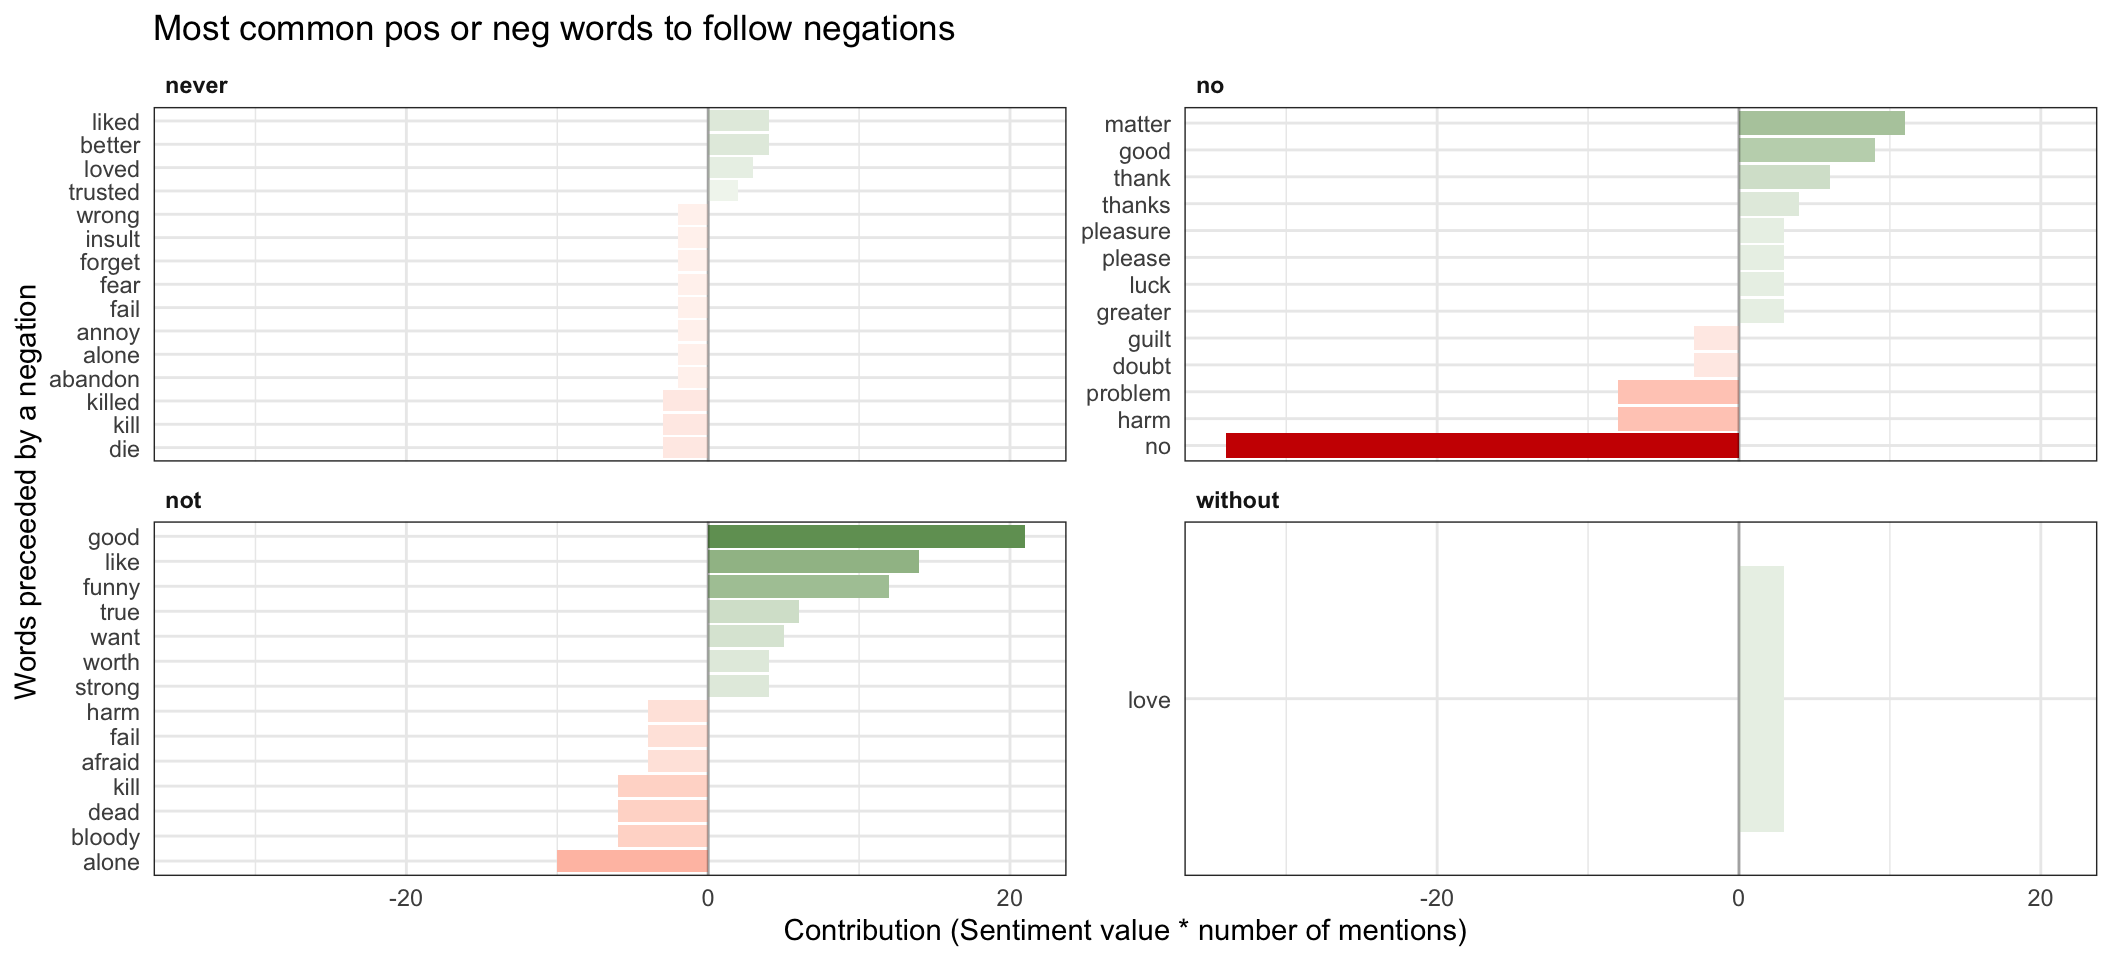 Most common pos or neg words to follow negations
Words preceeded by a negation
never
liked
better
loved
trusted
wrong
insult
forget
fear
fail
annoy
alone
abandon
killed
kill
die
no
matter
good
thank
thanks
pleasure
please
luck
greater
guilt
doubt
problem
harm
no
not
good
like
funny
true
want
worth
strong
harm
fail
afraid
kill
dead
bloody
alone
without
love
-20 0 20
-20 0 20
Contribution (Sentiment value * number of mentions)